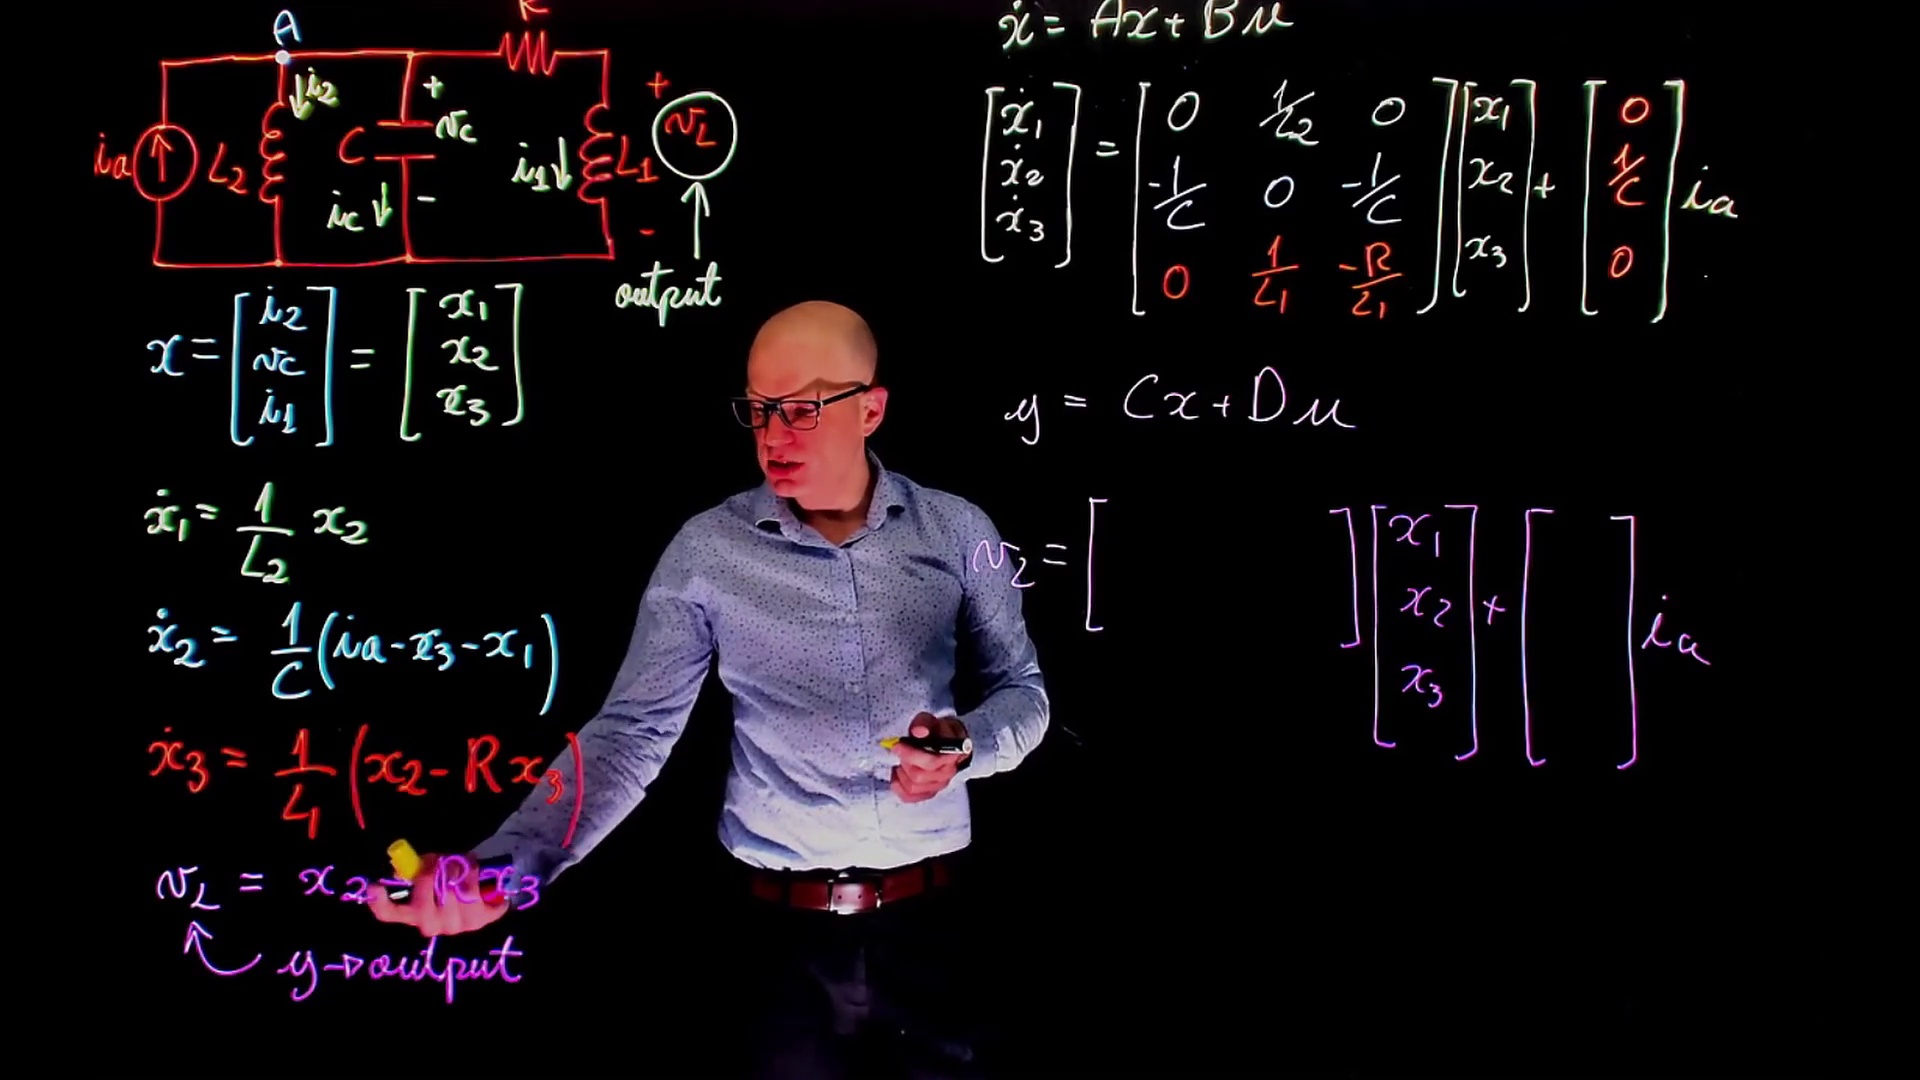 A
R
i2
+
+
ia
L2
C
vc
i1
L1
vL
ic
-
-
output
x = [ i2 vc i1 ] = [ x1 x2 x3 ]
ẋ1 = 1/L2 x2
ẋ2 = 1/C (ia - x3 - x1)
ẋ3 = 1/L1 (x2 - R x3)
vL = x2 - R x3
y → output
ẋ = Ax + Bu
[ ẋ1 ẋ2 ẋ3 ] = [ 0 1/L2 0
-1/C 0 -1/C
0 1/L1 -R/L1 ] [ x1 x2 x3 ] + [ 0 1/C 0 ] ia
y = Cx + Du
vL = [ ] [ x1 x2 x3 ] + [ ] ia